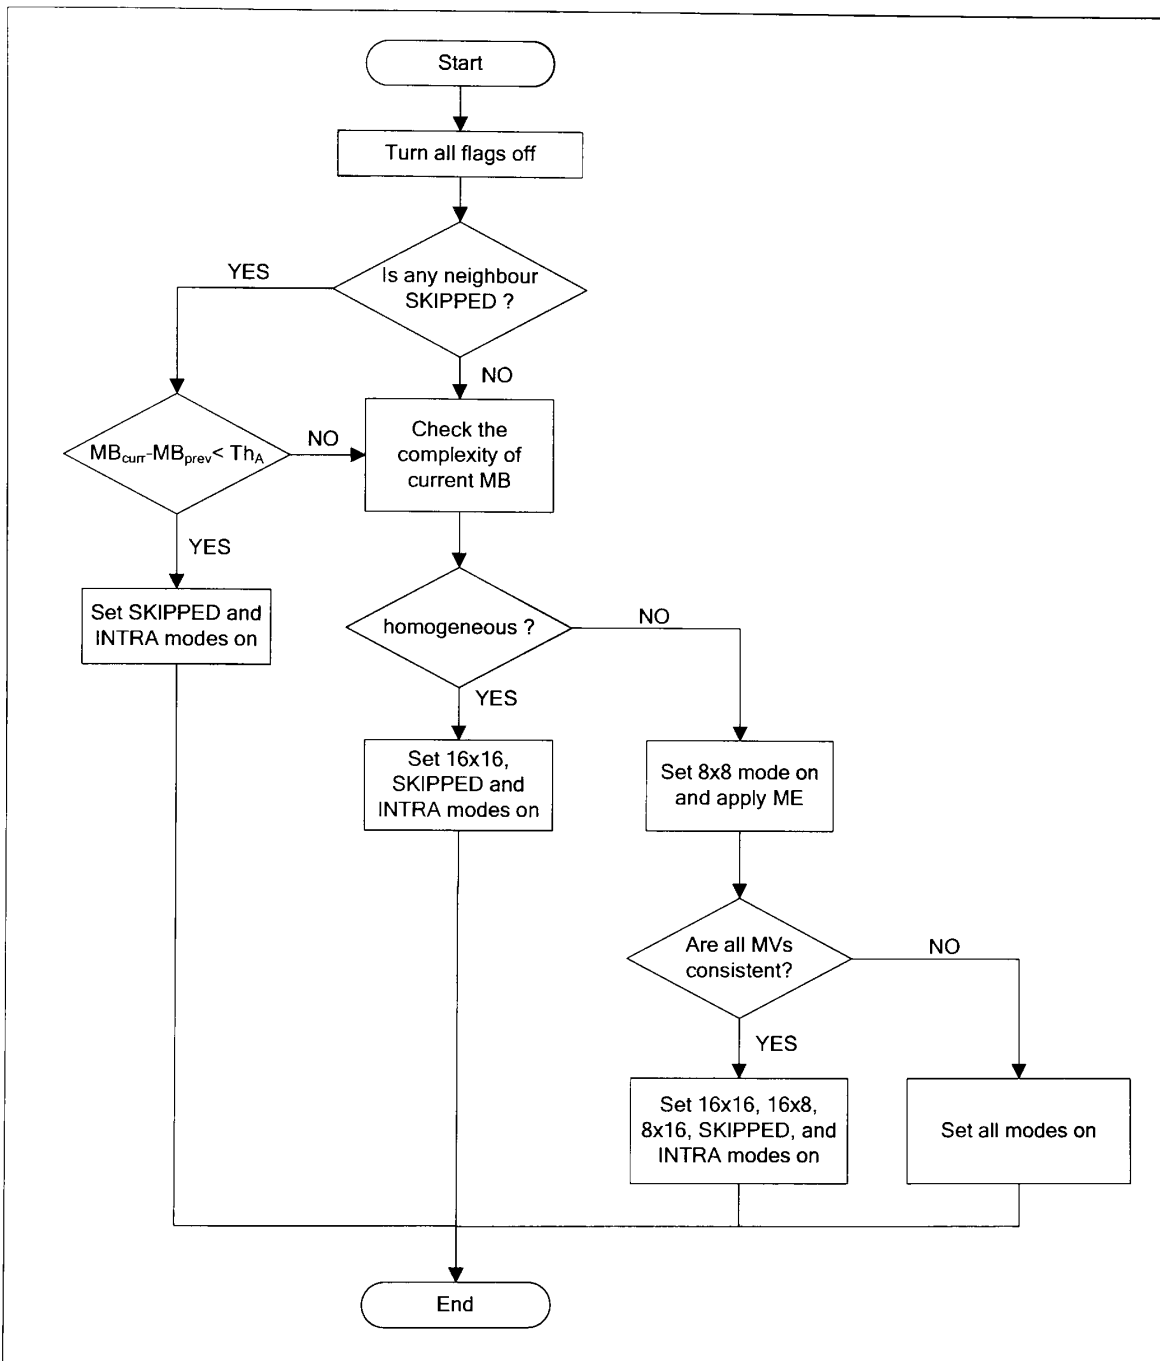 Start
Turn all flags off
Is any neighbour
SKIPPED ?
YES
NO
MBcurr-MBprev< ThA
NO
Check the
complexity of
current MB
YES
Set SKIPPED and
INTRA modes on
homogeneous ?
NO
YES
Set 16x16,
SKIPPED and
INTRA modes on
Set 8x8 mode on
and apply ME
Are all MVs
consistent?
NO
YES
Set 16x16, 16x8,
8x16, SKIPPED, and
INTRA modes on
Set all modes on
End